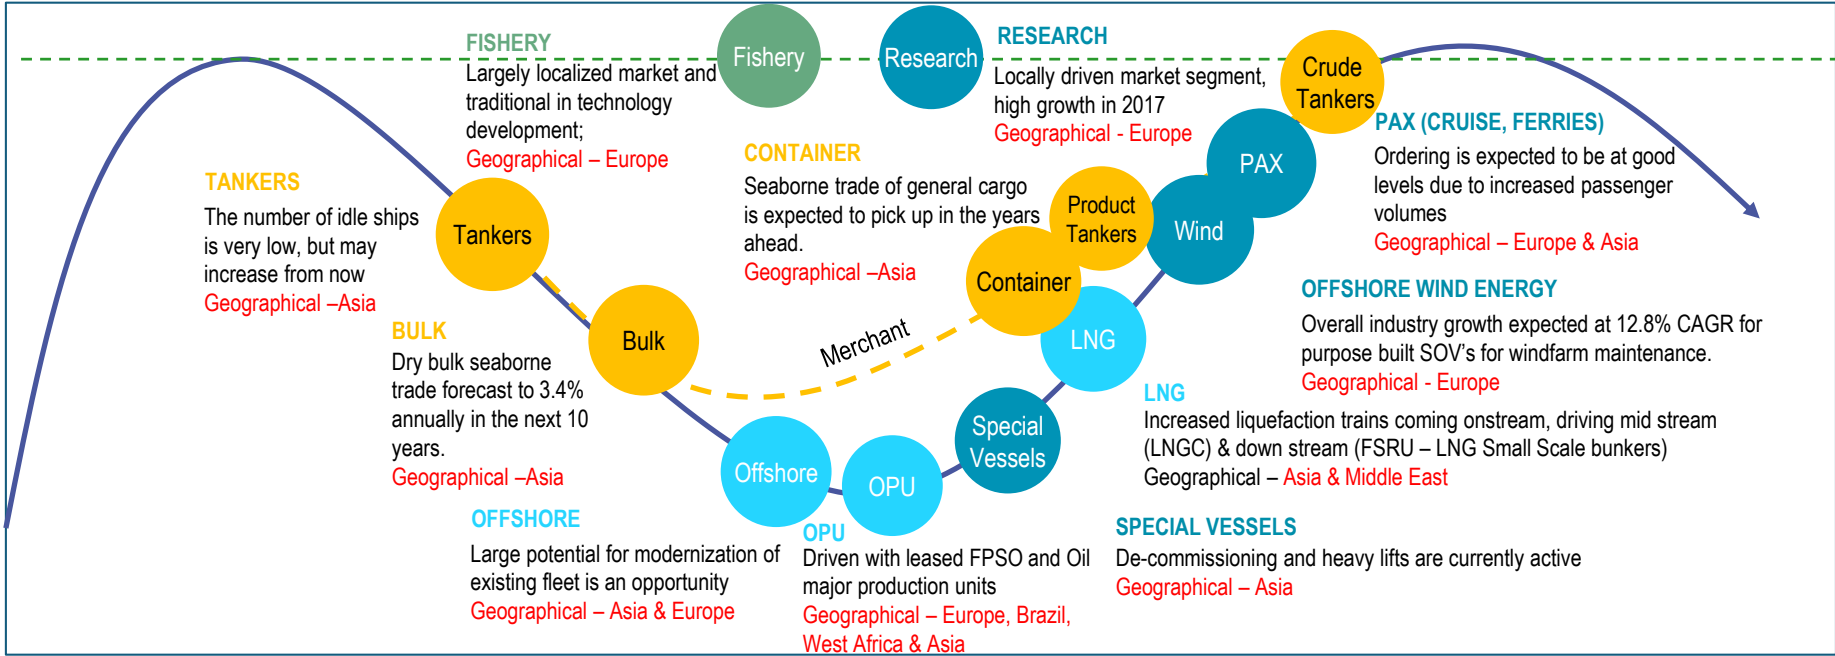 FISHERY
Largely localized market and
traditional in technology
development;
Geographical – Europe
Fishery
Research
RESEARCH
Locally driven market segment,
high growth in 2017
Geographical - Europe
Crude
Tankers
PAX (CRUISE, FERRIES)
Ordering is expected to be at good
levels due to increased passenger
volumes
Geographical – Europe & Asia
TANKERS
The number of idle ships
is very low, but may
increase from now
Geographical –Asia
Tankers
CONTAINER
Seaborne trade of general cargo
is expected to pick up in the years
ahead.
Geographical –Asia
Product
Tankers
PAX
Wind
Container
LNG
OFFSHORE WIND ENERGY
Overall industry growth expected at 12.8% CAGR for
purpose built SOV's for windfarm maintenance.
Geographical - Europe
BULK
Dry bulk seaborne
trade forecast to 3.4%
annually in the next 10
years.
Geographical –Asia
Bulk
Merchant
LNG
Increased liquefaction trains coming onstream, driving mid stream
(LNGC) & down stream (FSRU – LNG Small Scale bunkers)
Geographical – Asia & Middle East
Offshore
OPU
Special
Vessels
OFFSHORE
Large potential for modernization of
existing fleet is an opportunity
Geographical – Asia & Europe
OPU
Driven with leased FPSO and Oil
major production units
Geographical – Europe, Brazil,
West Africa & Asia
SPECIAL VESSELS
De-commissioning and heavy lifts are currently active
Geographical – Asia